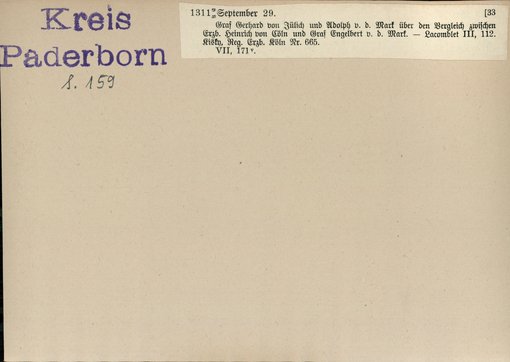 Kreis
Paderborn
S. 159
1311 September 29. [33
Graf Gerhard von Jülich und Adolph v. d. Mark über den Vergleich zwischen
Erzb. Heinrich von Cöln und Graf Engelbert v. d. Mark. — Lacomblet III, 112.
Kisky, Reg. Erzb. Köln Nr. 665.
VII, 171ᵛ.